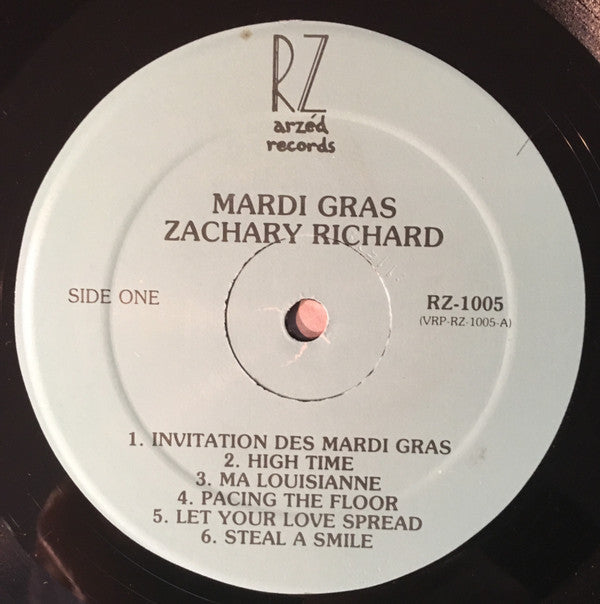 RZ
arzéd
records
MARDI GRAS
ZACHARY RICHARD
SIDE ONE
RZ-1005
(VRP-RZ-1005-A)
1. INVITATION DES MARDI GRAS
2. HIGH TIME
3. MA LOUISIANNE
4. PACING THE FLOOR
5. LET YOUR LOVE SPREAD
6. STEAL A SMILE